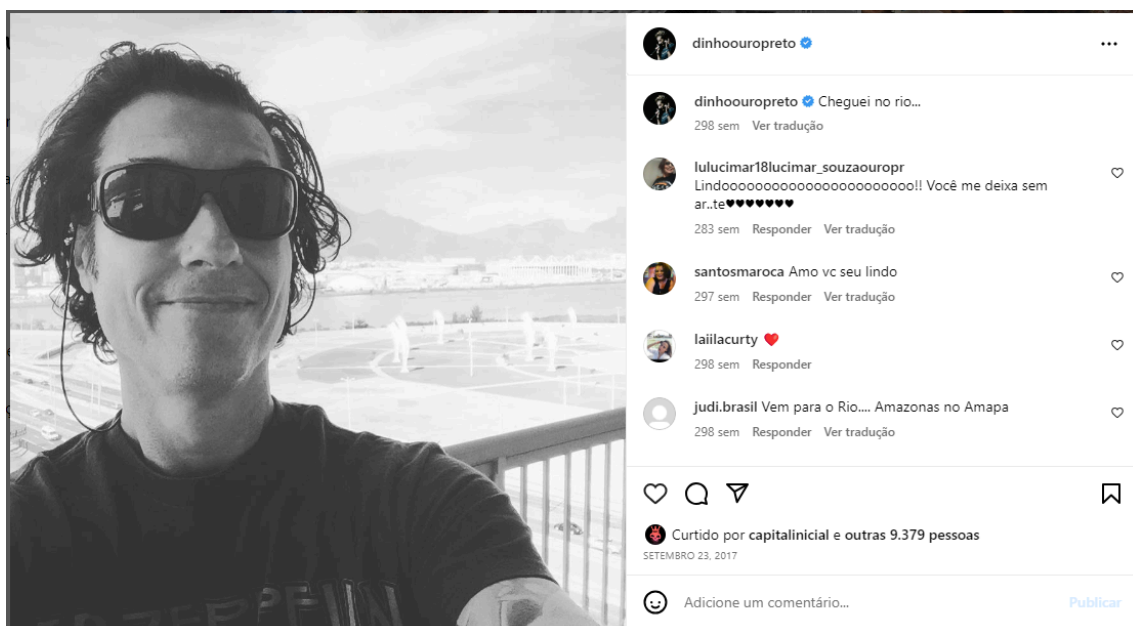 dinhoouropreto
dinhoouropreto Cheguei no rio...
298 sem Ver tradução
lulucimar18lucimar_souzaouropr
Lindoooooooooooooooooooooooo!! Você me deixa sem
ar..te♥♥♥♥♥♥♥
283 sem Responder Ver tradução
santosmaroca Amo vc seu lindo
297 sem Responder Ver tradução
laiilacurty ❤️
298 sem Responder
judi.brasil Vem para o Rio.... Amazonas no Amapa
298 sem Responder Ver tradução
Curtido por capitalinicial e outras 9.379 pessoas
SETEMBRO 23, 2017
Adicione um comentário...
Publicar
LED ZEPPELIN